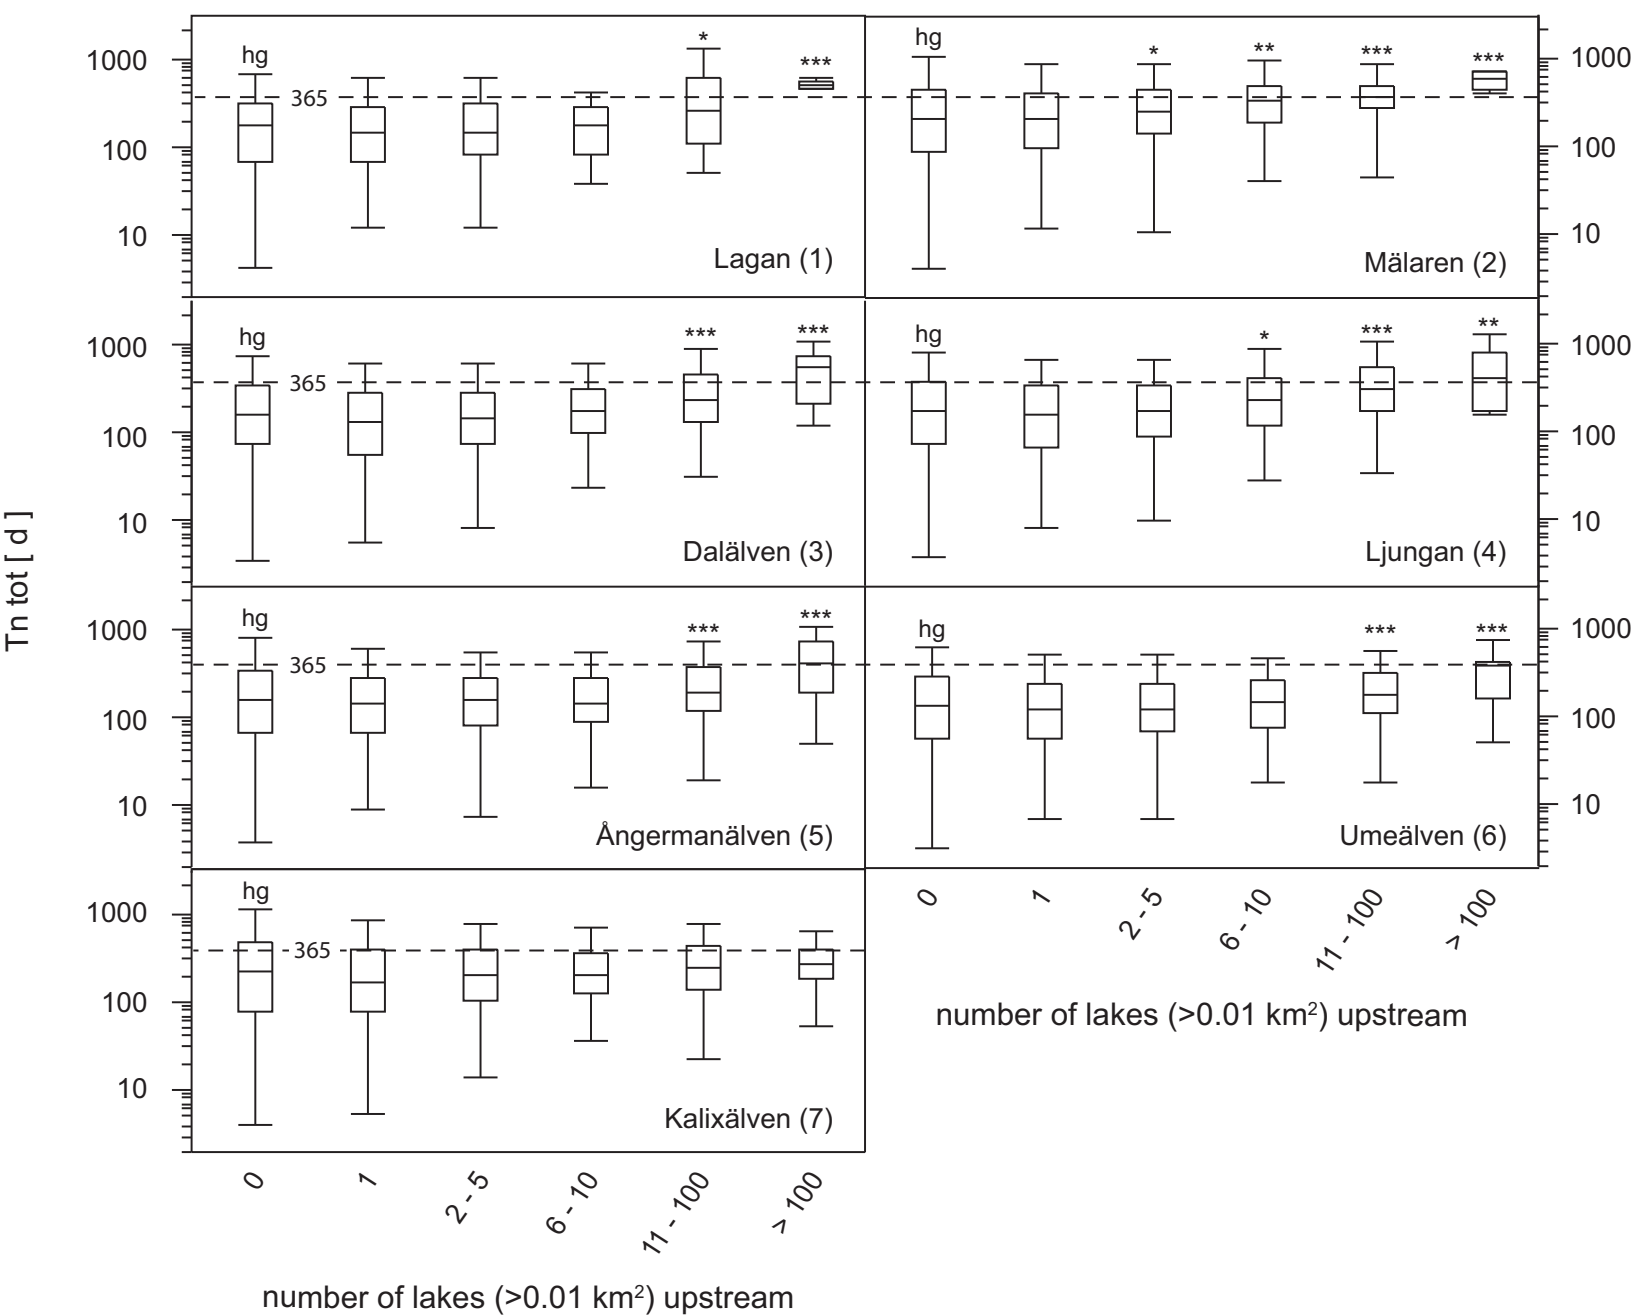 Tn tot [ d ]
hg * ***
1000
365
100
10
Lagan (1)
hg * ** *** ***
1000
100
10
Mälaren (2)
hg *** ***
1000
365
100
10
Dalälven (3)
hg * *** **
1000
100
10
Ljungan (4)
hg *** ***
1000
365
100
10
Ångermanälven (5)
hg *** ***
1000
100
10
Umeälven (6)
0 1 2 - 5 6 - 10 11 - 100 > 100
number of lakes (>0.01 km²) upstream
hg
1000
365
100
10
Kalixälven (7)
0 1 2 - 5 6 - 10 11 - 100 > 100
number of lakes (>0.01 km²) upstream